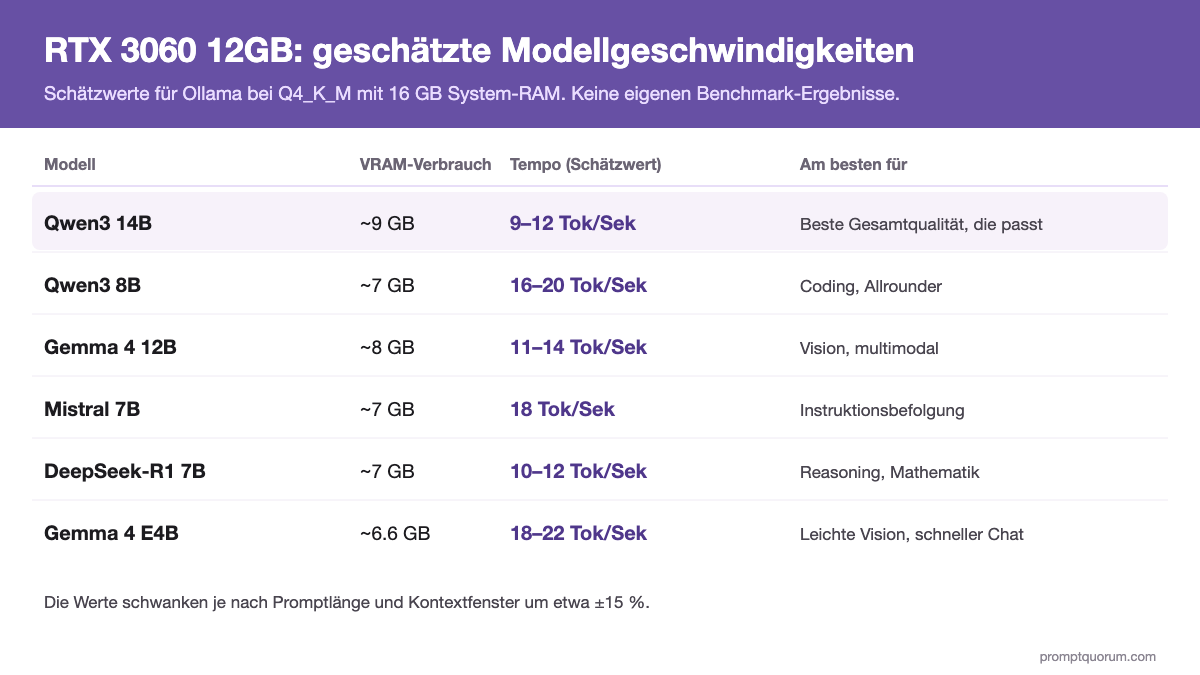 RTX 3060 12GB: geschätzte Modellgeschwindigkeiten
Schätzwerte für Ollama bei Q4_K_M mit 16 GB System-RAM. Keine eigenen Benchmark-Ergebnisse.
Modell VRAM-Verbrauch Tempo (Schätzwert) Am besten für
Qwen3 14B ~9 GB 9–12 Tok/Sek Beste Gesamtqualität, die passt
Qwen3 8B ~7 GB 16–20 Tok/Sek Coding, Allrounder
Gemma 4 12B ~8 GB 11–14 Tok/Sek Vision, multimodal
Mistral 7B ~7 GB 18 Tok/Sek Instruktionsbefolgung
DeepSeek-R1 7B ~7 GB 10–12 Tok/Sek Reasoning, Mathematik
Gemma 4 E4B ~6.6 GB 18–22 Tok/Sek Leichte Vision, schneller Chat
Die Werte schwanken je nach Promptlänge und Kontextfenster um etwa ±15 %.
promptquorum.com